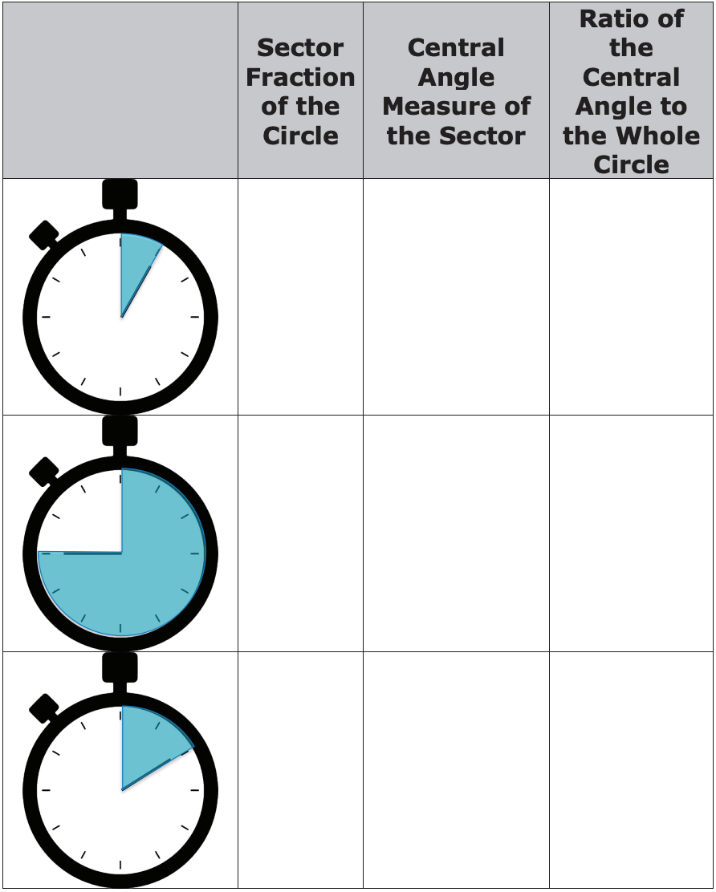 Sector
Fraction
of the
Circle
Central
Angle
Measure of
the Sector
Ratio of
the
Central
Angle to
the Whole
Circle